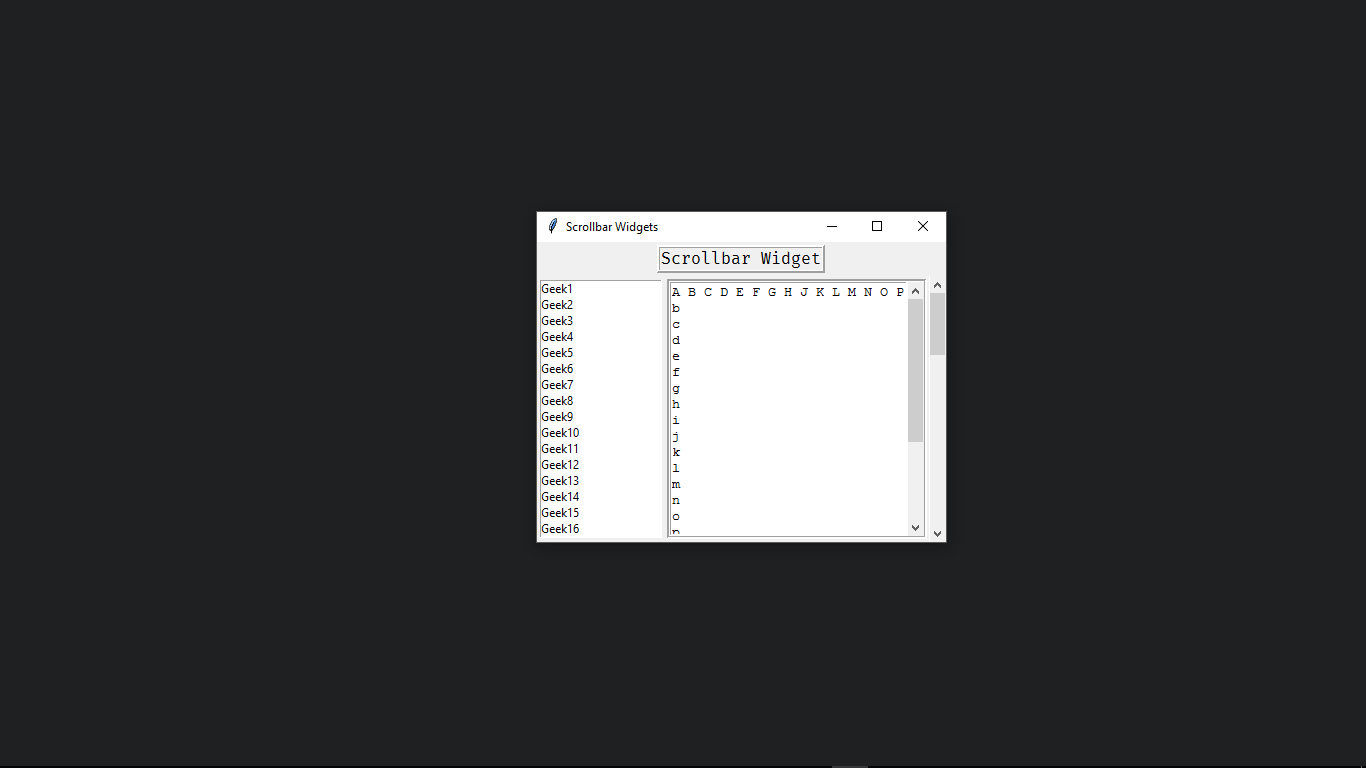 Scrollbar Widgets
Scrollbar Widget
Geek1
Geek2
Geek3
Geek4
Geek5
Geek6
Geek7
Geek8
Geek9
Geek10
Geek11
Geek12
Geek13
Geek14
Geek15
Geek16
A B C D E F G H J K L M N O P
b
c
d
e
f
g
h
i
j
k
l
m
n
o
p